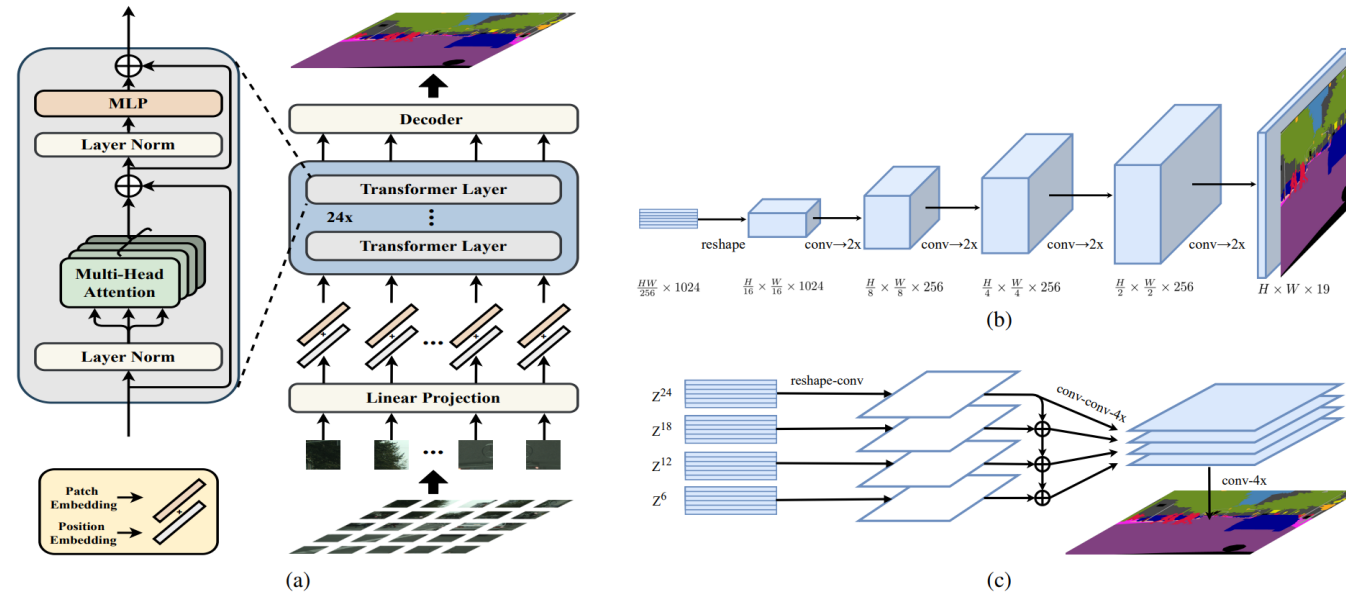 MLP
Layer Norm
Multi-Head
Attention
Layer Norm
Patch
Embedding
Position
Embedding
Decoder
Transformer Layer
24x
Transformer Layer
Linear Projection
(a)
reshape
conv→2x
conv→2x
conv→2x
conv→2x
HW/256 × 1024
H/16 × W/16 × 1024
H/8 × W/8 × 256
H/4 × W/4 × 256
H/2 × W/2 × 256
H × W × 19
(b)
reshape-conv
conv-conv-4x
Z²⁴
Z¹⁸
Z¹²
Z⁶
conv-4x
(c)